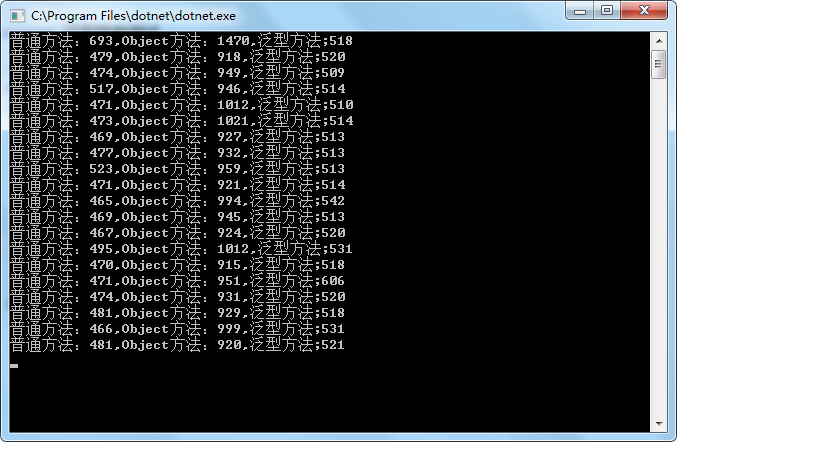 C:\Program Files\dotnet\dotnet.exe
普通方法：693,Object方法：1470,泛型方法;518
普通方法：479,Object方法：918,泛型方法;520
普通方法：474,Object方法：949,泛型方法;509
普通方法：517,Object方法：946,泛型方法;514
普通方法：471,Object方法：1012,泛型方法;510
普通方法：473,Object方法：1021,泛型方法;514
普通方法：469,Object方法：927,泛型方法;513
普通方法：477,Object方法：932,泛型方法;513
普通方法：523,Object方法：959,泛型方法;513
普通方法：471,Object方法：921,泛型方法;514
普通方法：465,Object方法：994,泛型方法;542
普通方法：469,Object方法：945,泛型方法;513
普通方法：467,Object方法：924,泛型方法;520
普通方法：495,Object方法：1012,泛型方法;531
普通方法：470,Object方法：915,泛型方法;518
普通方法：471,Object方法：951,泛型方法;606
普通方法：474,Object方法：931,泛型方法;520
普通方法：481,Object方法：929,泛型方法;518
普通方法：466,Object方法：999,泛型方法;531
普通方法：481,Object方法：920,泛型方法;521